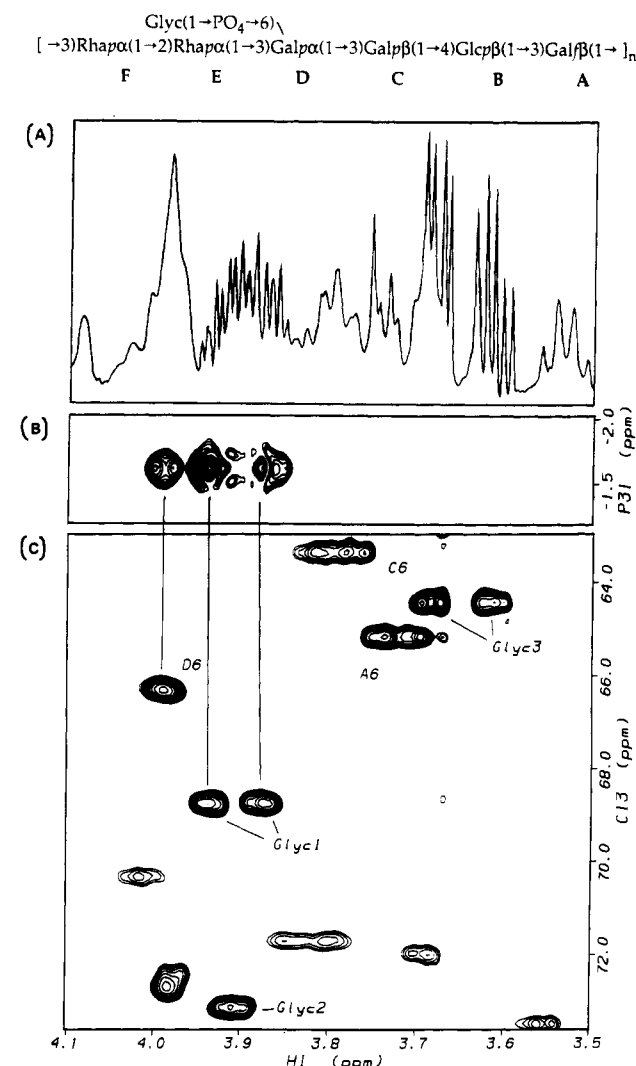 Glyc(1→PO₄→6)\
[ →3)Rhapα(1→2)Rhapα(1→3)Galpα(1→3)Galpβ(1→4)Glcpβ(1→3)Galfβ(1→ ]n
F E D C B A
(A)
(B)
-2.0
-1.5
P31 (ppm)
(C)
C6
64.0
Glyc3
D6
A6
66.0
68.0
C13 (ppm)
Glyc1
70.0
72.0
Glyc2
4.1 4.0 3.9 3.8 3.7 3.6 3.5
H1 (ppm)